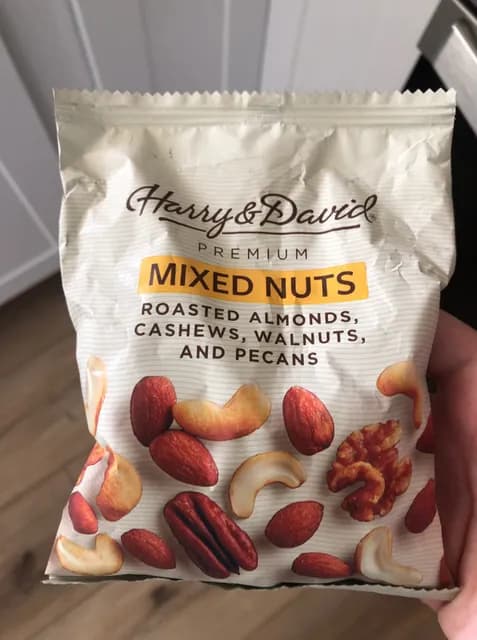 Harry & David
PREMIUM
MIXED NUTS
ROASTED ALMONDS,
CASHEWS, WALNUTS,
AND PECANS